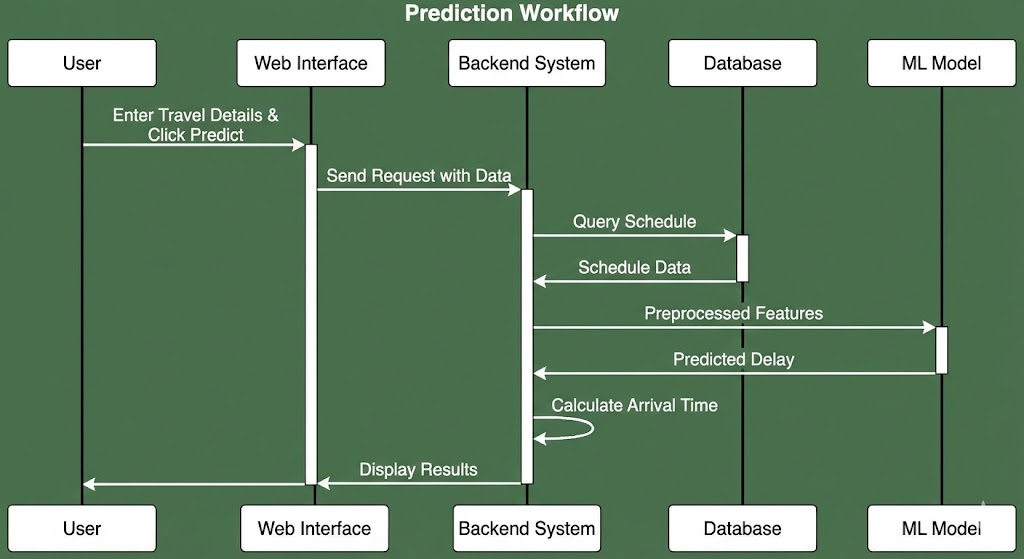 Prediction Workflow
User
Web Interface
Backend System
Database
ML Model
Enter Travel Details &
Click Predict
Send Request with Data
Query Schedule
Schedule Data
Preprocessed Features
Predicted Delay
Calculate Arrival Time
Display Results
User
Web Interface
Backend System
Database
ML Model